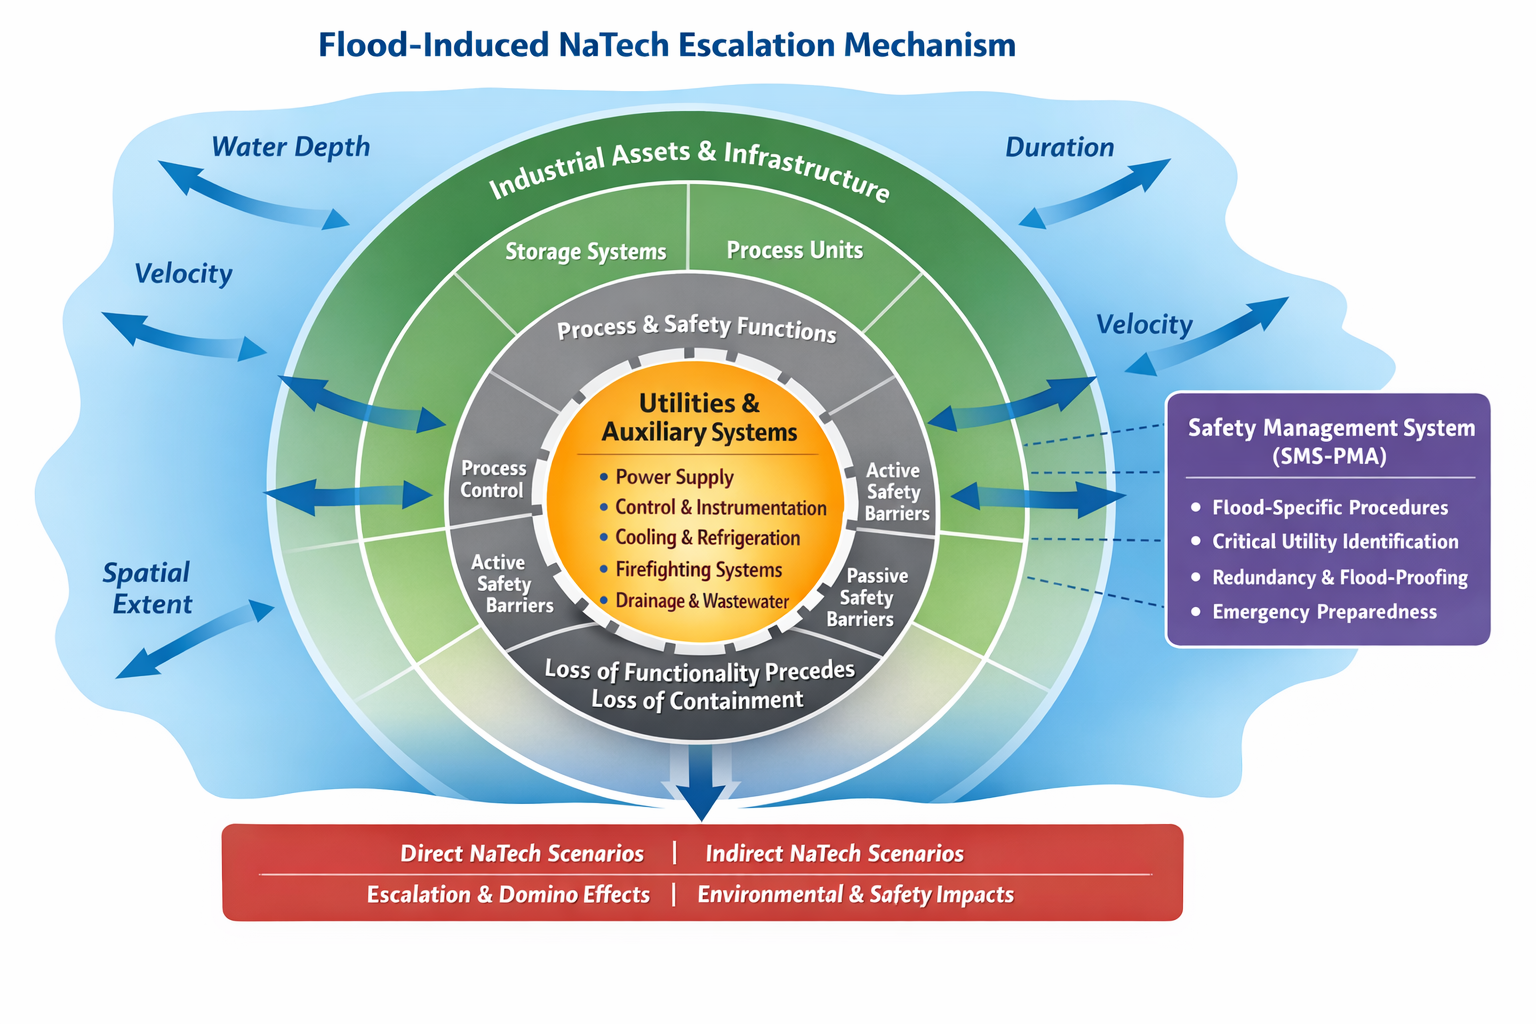 Flood-Induced NaTech Escalation Mechanism
Water Depth
Duration
Velocity
Velocity
Spatial
Extent
Industrial Assets & Infrastructure
Storage Systems
Process Units
Process & Safety Functions
Process
Control
Active
Safety
Barriers
Active
Safety
Barriers
Passive
Safety
Barriers
Utilities &
Auxiliary Systems
• Power Supply
• Control & Instrumentation
• Cooling & Refrigeration
• Firefighting Systems
• Drainage & Wastewater
Loss of Functionality Precedes
Loss of Containment
Safety Management System
(SMS-PMA)
• Flood-Specific Procedures
• Critical Utility Identification
• Redundancy & Flood-Proofing
• Emergency Preparedness
Direct NaTech Scenarios | Indirect NaTech Scenarios
Escalation & Domino Effects | Environmental & Safety Impacts